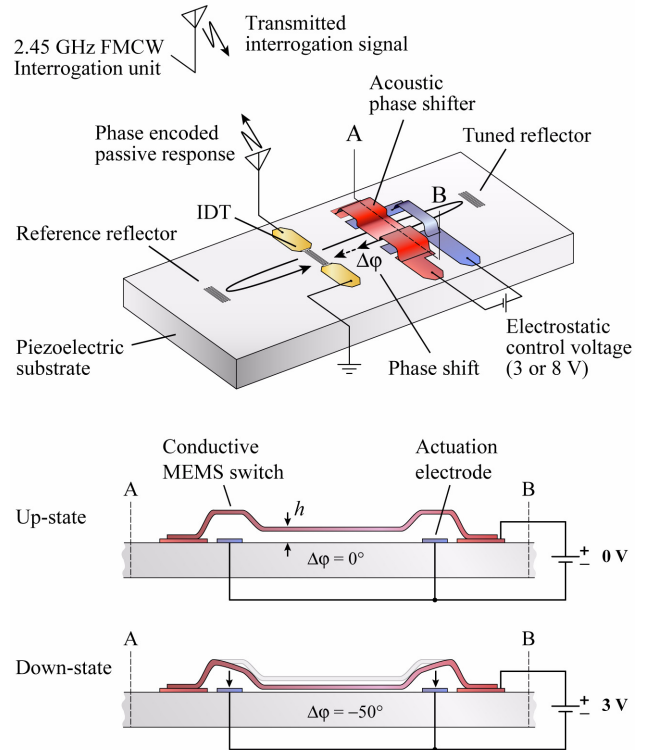 Transmitted
interrogation signal
2.45 GHz FMCW
Interrogation unit
Acoustic
phase shifter
Phase encoded
passive response
A
Tuned reflector
B
IDT
Reference reflector
Δφ
Piezoelectric
substrate
Phase shift
Electrostatic
control voltage
(3 or 8 V)
Conductive
MEMS switch
Actuation
electrode
A
B
h
Up-state
Δφ = 0°
+
−
0 V
A
B
Down-state
Δφ = −50°
+
−
3 V